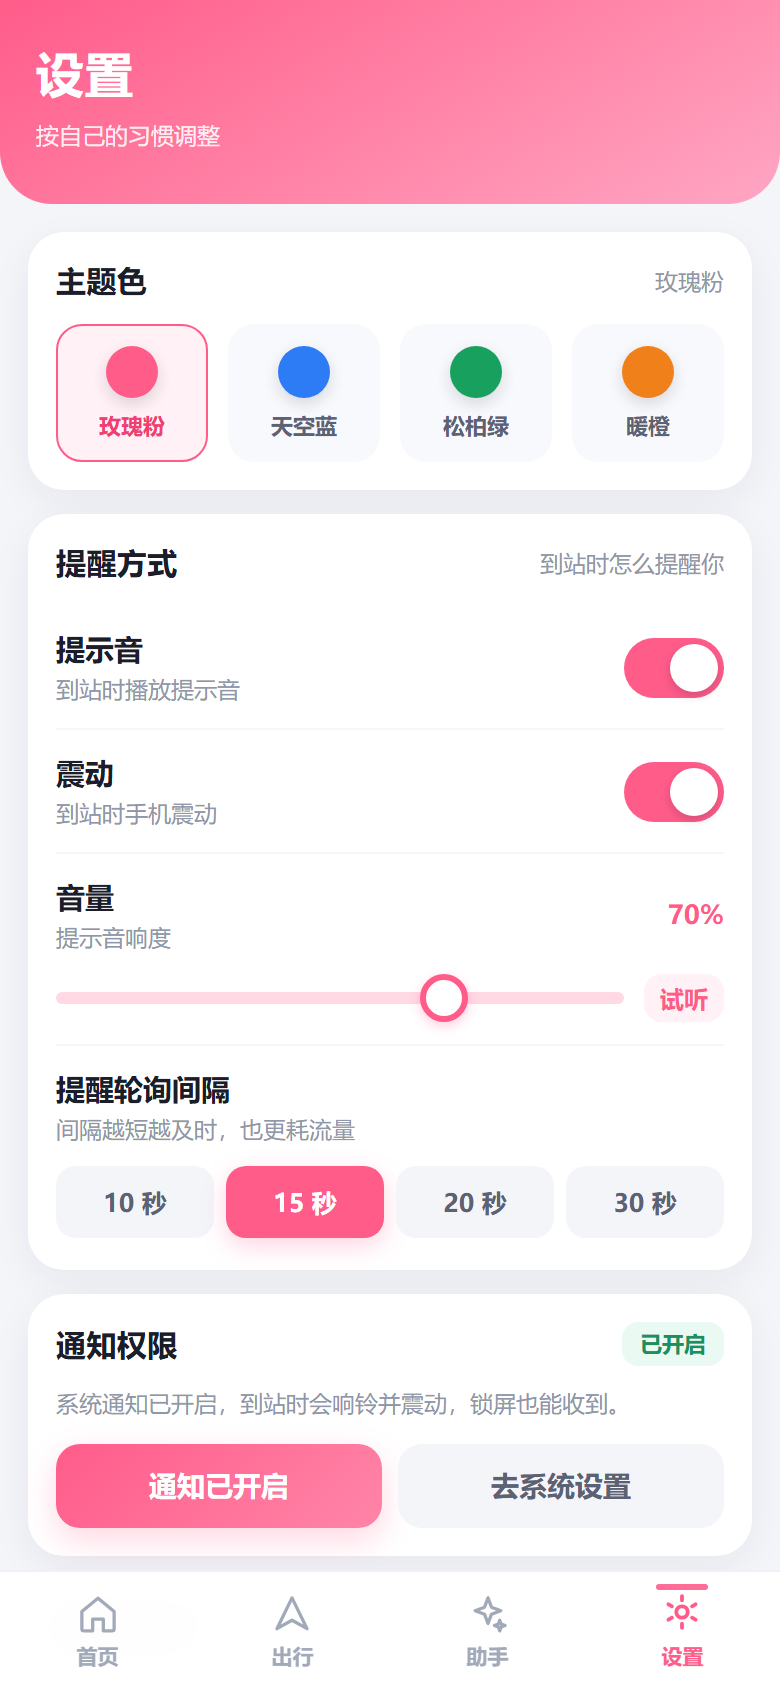 设置
按自己的习惯调整
主题色
玫瑰粉
玫瑰粉
天空蓝
松柏绿
暖橙
提醒方式
到站时怎么提醒你
提示音
到站时播放提示音
震动
到站时手机震动
音量
提示音响度
70%
试听
提醒轮询间隔
间隔越短越及时，也更耗流量
10 秒
15 秒
20 秒
30 秒
通知权限
已开启
系统通知已开启，到站时会响铃并震动，锁屏也能收到。
通知已开启
去系统设置
首页
出行
助手
设置